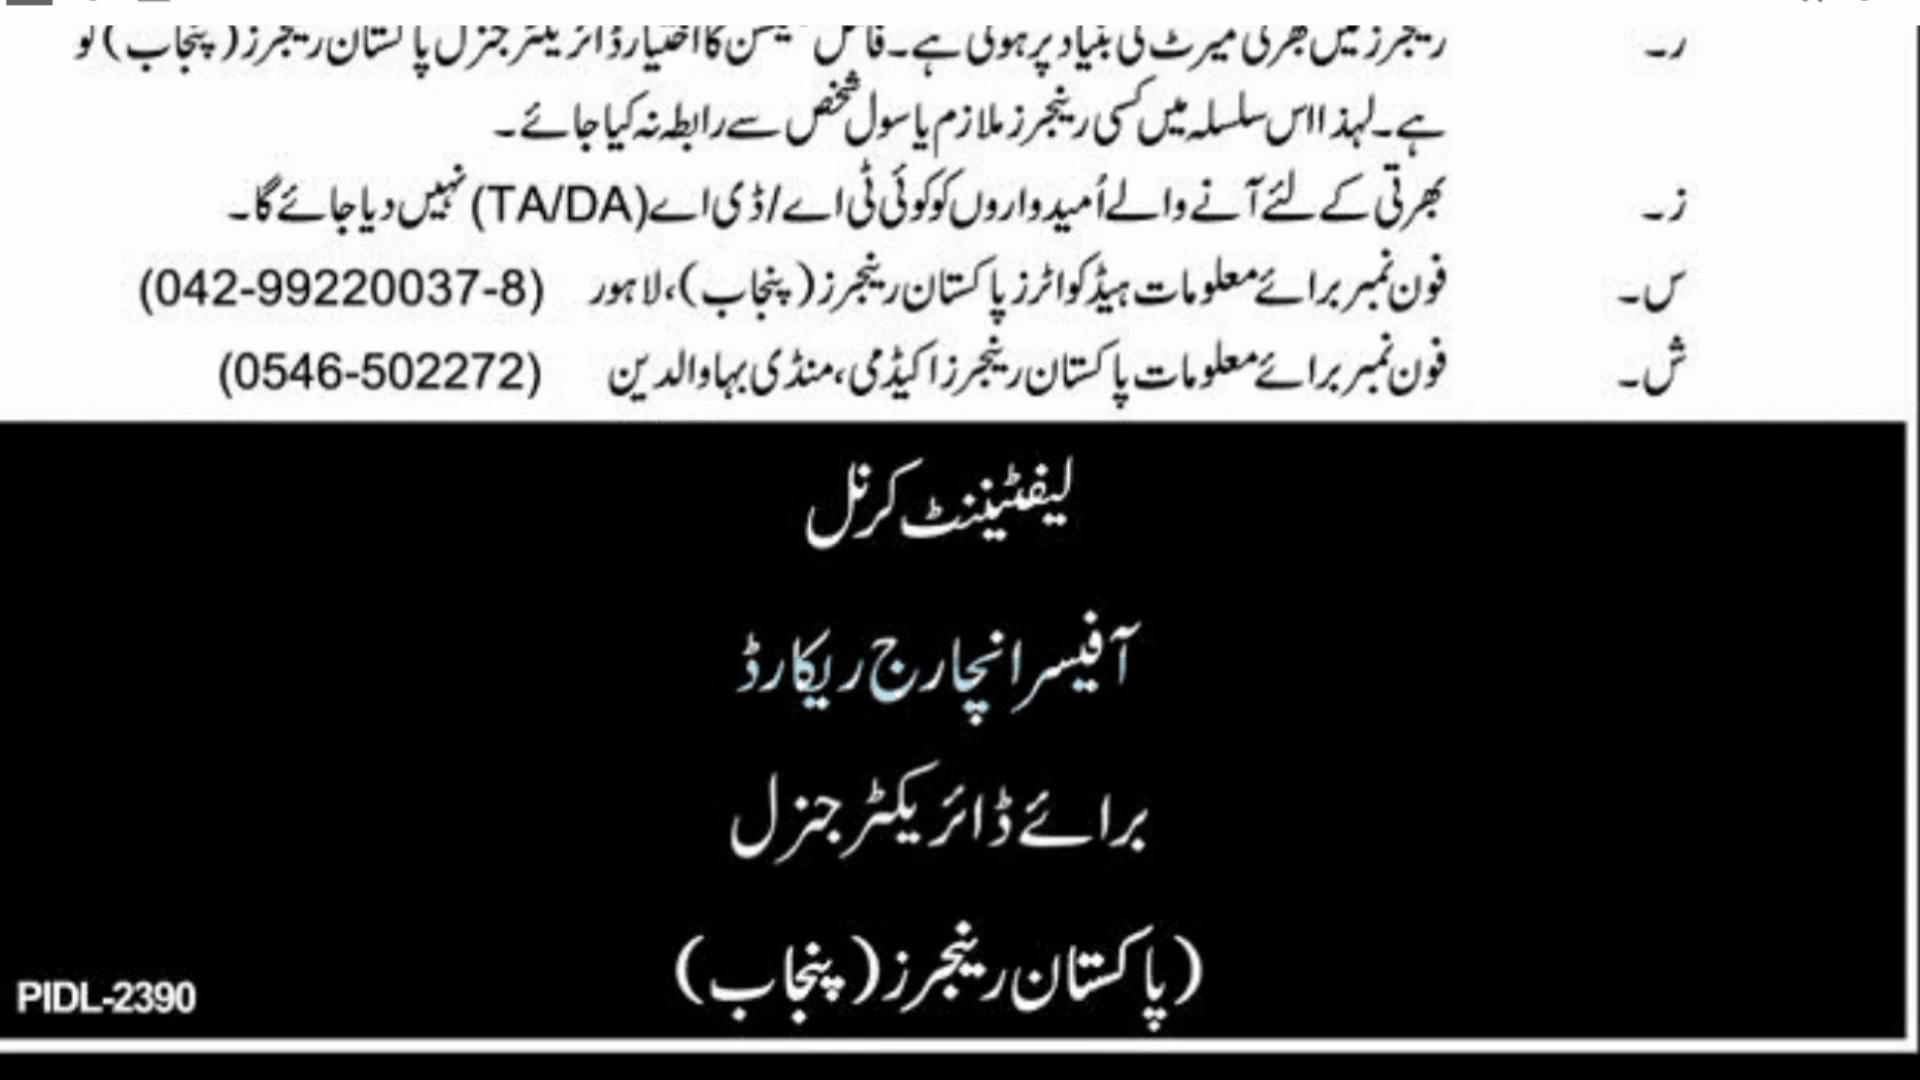 ر۔ رینجرز میں بھرتی میرٹ کی بنیاد پر ہوتی ہے۔ فائنل سلیکشن کا اختیار ڈائریکٹر جنرل پاکستان رینجرز (پنجاب) کو
ہے۔ لہذا اس سلسلہ میں کسی رینجرز ملازم یا سول شخص سے رابطہ نہ کیا جائے۔
ز۔ بھرتی کے لئے آنے والے اُمیدواروں کو کوئی ٹی اے/ڈی اے (TA/DA) نہیں دیا جائے گا۔
س۔ فون نمبر برائے معلومات ہیڈکواٹرز پاکستان رینجرز (پنجاب)، لاہور (042-99220037-8)
ش۔ فون نمبر برائے معلومات پاکستان رینجرز اکیڈمی، منڈی بہاوالدین (0546-502272)
لیفٹیننٹ کرنل
آفیسر انچارج ریکارڈ
برائے ڈائریکٹر جنرل
(پاکستان رینجرز (پنجاب)
PIDL-2390